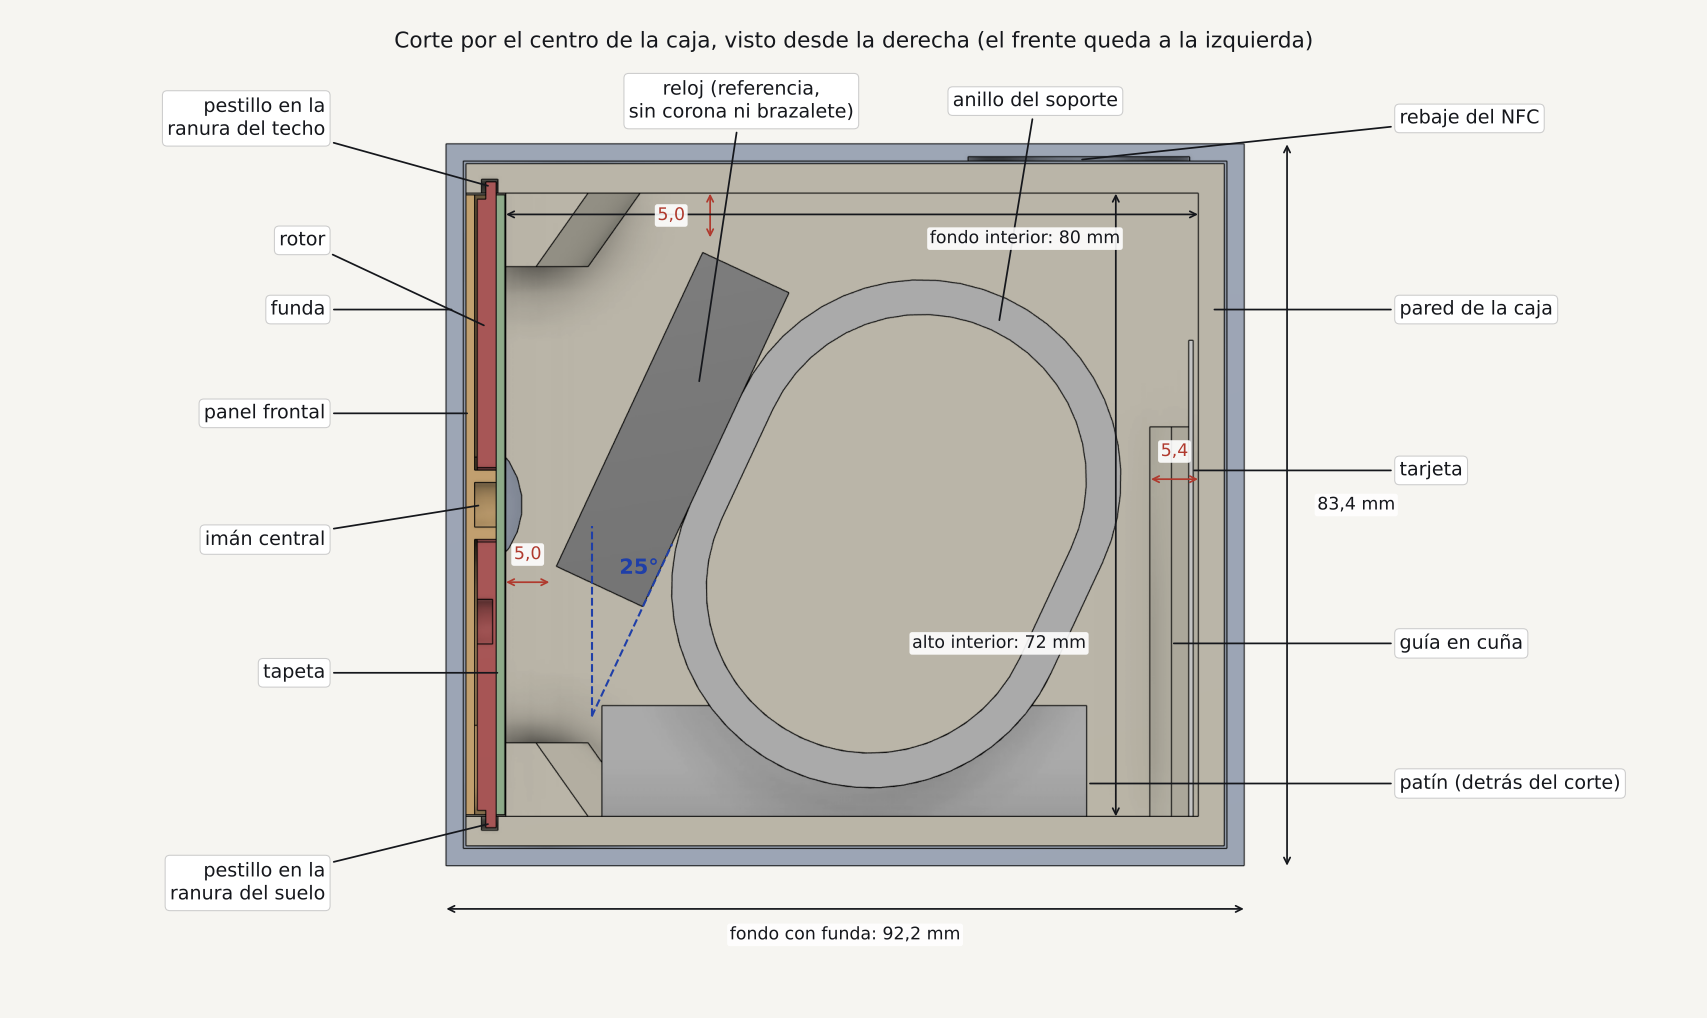 Corte por el centro de la caja, visto desde la derecha (el frente queda a la izquierda)
pestillo en la
ranura del techo
reloj (referencia,
sin corona ni brazalete)
anillo del soporte
rebaje del NFC
5,0
fondo interior: 80 mm
rotor
funda
pared de la caja
panel frontal
5,4
tarjeta
83,4 mm
imán central
5,0
25°
alto interior: 72 mm
guía en cuña
tapeta
patín (detrás del corte)
pestillo en la
ranura del suelo
fondo con funda: 92,2 mm